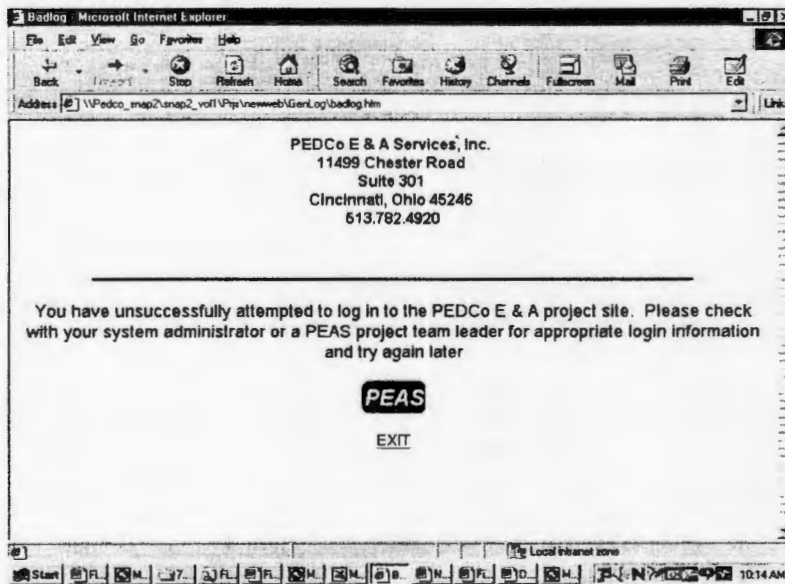 Badlog - Microsoft Internet Explorer
File Edit View Go Favorites Help
Back Forward Stop Refresh Home Search Favorites History Channels Fullscreen Mail Print Edit
Address \\Pedco_snap2\snap2_vol1\Prjs\newweb\GenLog\badlog.htm Link
PEDCo E & A Services, Inc.
11499 Chester Road
Suite 301
Cincinnati, Ohio 45246
513.782.4920
You have unsuccessfully attempted to log in to the PEDCo E & A project site. Please check
with your system administrator or a PEAS project team leader for appropriate login information
and try again later
PEAS
EXIT
Local intranet zone
Start 10:14 AM